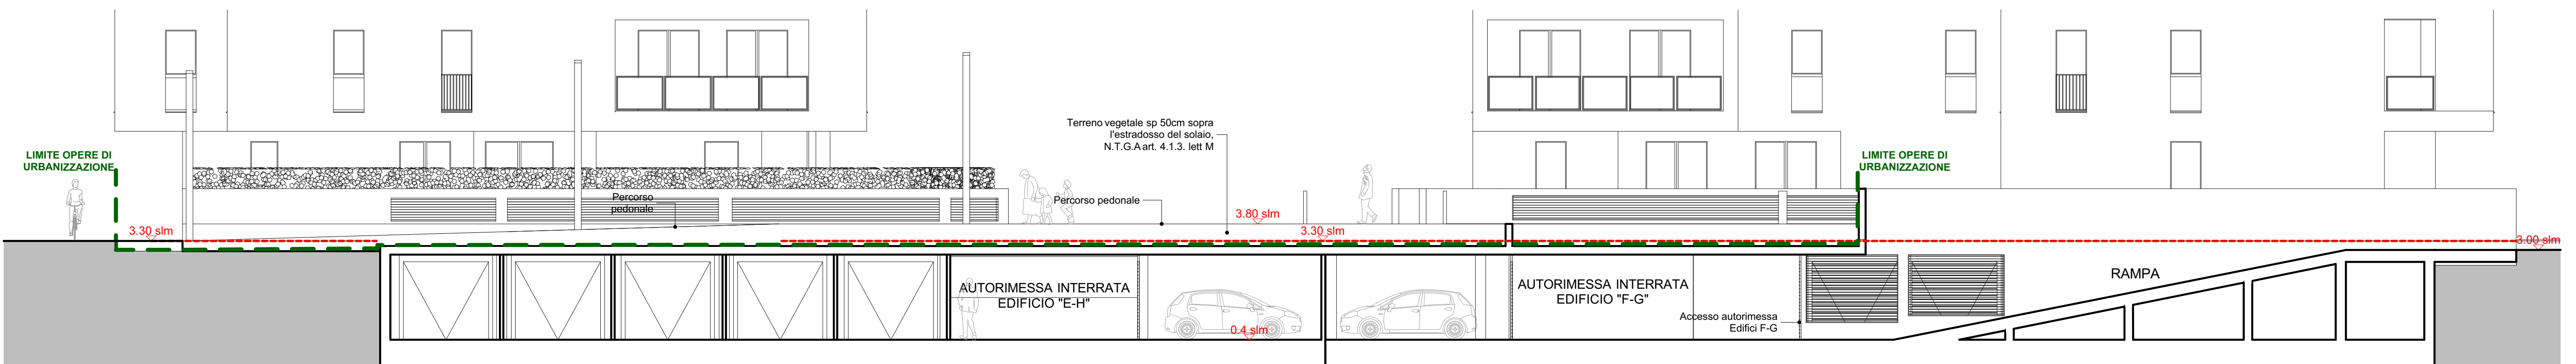 Terreno vegetale sp 50cm sopra
l'estradosso del solaio,
N.T.G.A art. 4.1.3. lett M
LIMITE OPERE DI
URBANIZZAZIONE
LIMITE OPERE DI
URBANIZZAZIONE
Percorso
pedonale
Percorso pedonale
3.80 slm
3.30 slm
3.30 slm
3.00 slm
AUTORIMESSA INTERRATA
EDIFICIO "E-H"
AUTORIMESSA INTERRATA
EDIFICIO "F-G"
RAMPA
Accesso autorimessa
Edifici F-G
0.4 slm